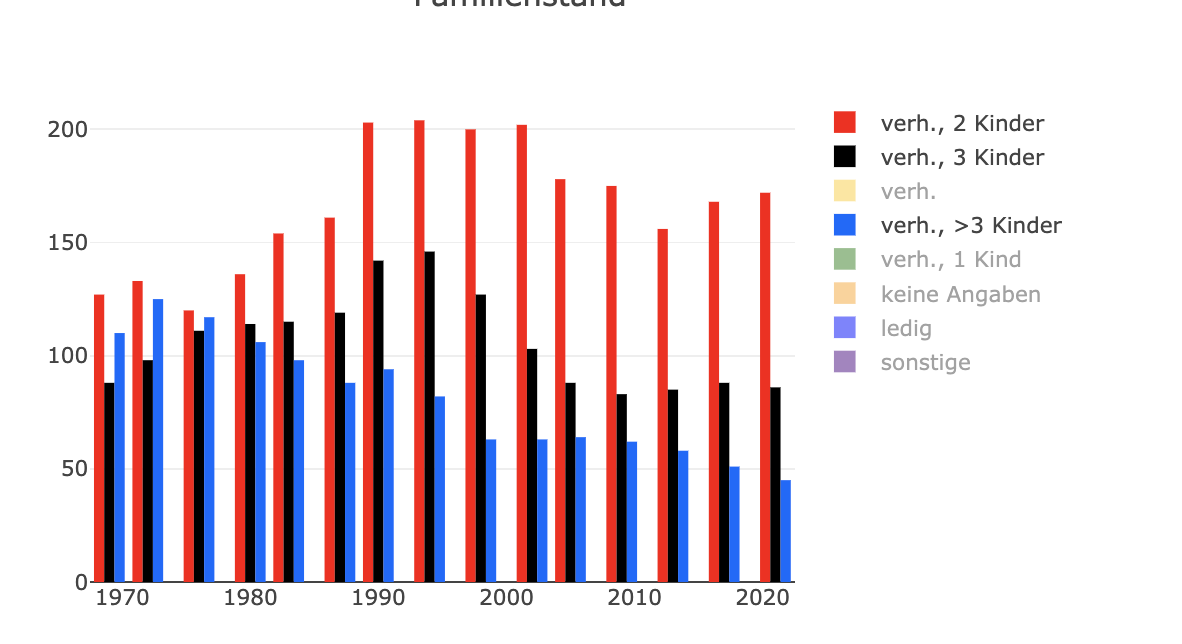 Familienstand
200
150
100
50
0
1970 1980 1990 2000 2010 2020
verh., 2 Kinder
verh., 3 Kinder
verh.
verh., >3 Kinder
verh., 1 Kind
keine Angaben
ledig
sonstige